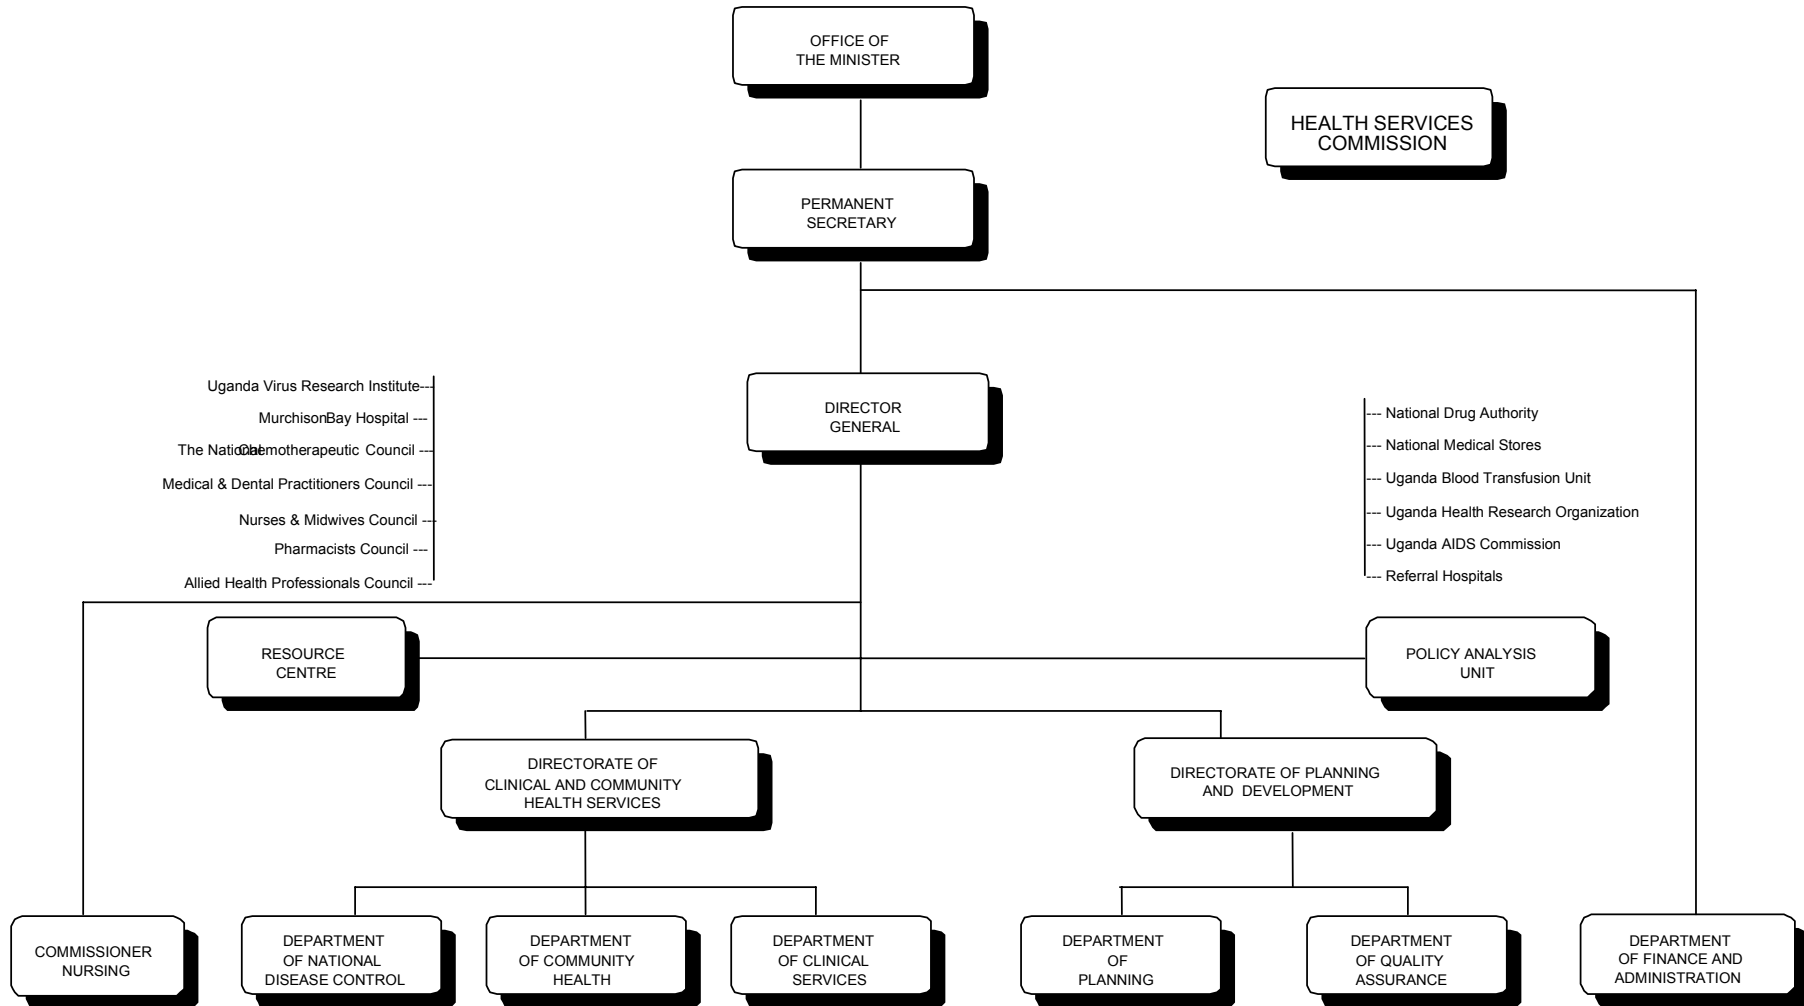 OFFICE OF
THE MINISTER
HEALTH SERVICES
COMMISSION
PERMANENT
SECRETARY
DIRECTOR
GENERAL
Uganda Virus Research Institute---
MurchisonBay Hospital ---
The National Chemotherapeutic Council ---
Medical & Dental Practitioners Council ---
Nurses & Midwives Council ---
Pharmacists Council ---
Allied Health Professionals Council ---
--- National Drug Authority
--- National Medical Stores
--- Uganda Blood Transfusion Unit
--- Uganda Health Research Organization
--- Uganda AIDS Commission
--- Referral Hospitals
RESOURCE
CENTRE
POLICY ANALYSIS
UNIT
DIRECTORATE OF
CLINICAL AND COMMUNITY
HEALTH SERVICES
DIRECTORATE OF PLANNING
AND DEVELOPMENT
COMMISSIONER
NURSING
DEPARTMENT
OF NATIONAL
DISEASE CONTROL
DEPARTMENT
OF COMMUNITY
HEALTH
DEPARTMENT
OF CLINICAL
SERVICES
DEPARTMENT
OF
PLANNING
DEPARTMENT
OF QUALITY
ASSURANCE
DEPARTMENT
OF FINANCE AND
ADMINISTRATION